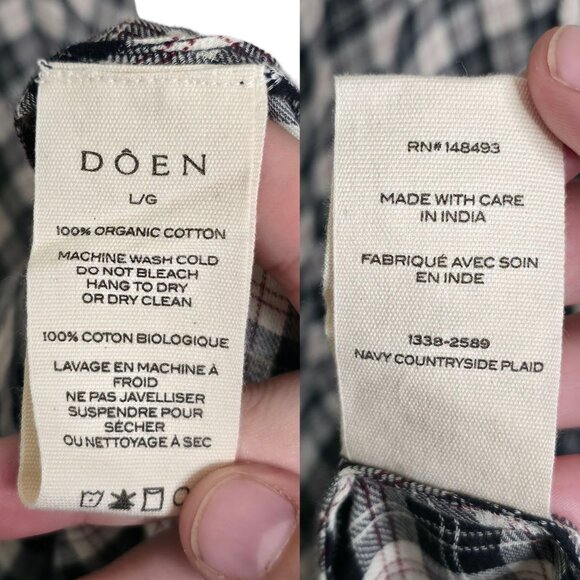 DÔEN
L/G
100% ORGANIC COTTON
MACHINE WASH COLD
DO NOT BLEACH
HANG TO DRY
OR DRY CLEAN
100% COTON BIOLOGIQUE
LAVAGE EN MACHINE À
FROID
NE PAS JAVELLISER
SUSPENDRE POUR
SÉCHER
OU NETTOYAGE À SEC
RN# 148493
MADE WITH CARE
IN INDIA
FABRIQUÉ AVEC SOIN
EN INDE
1338-2589
NAVY COUNTRYSIDE PLAID